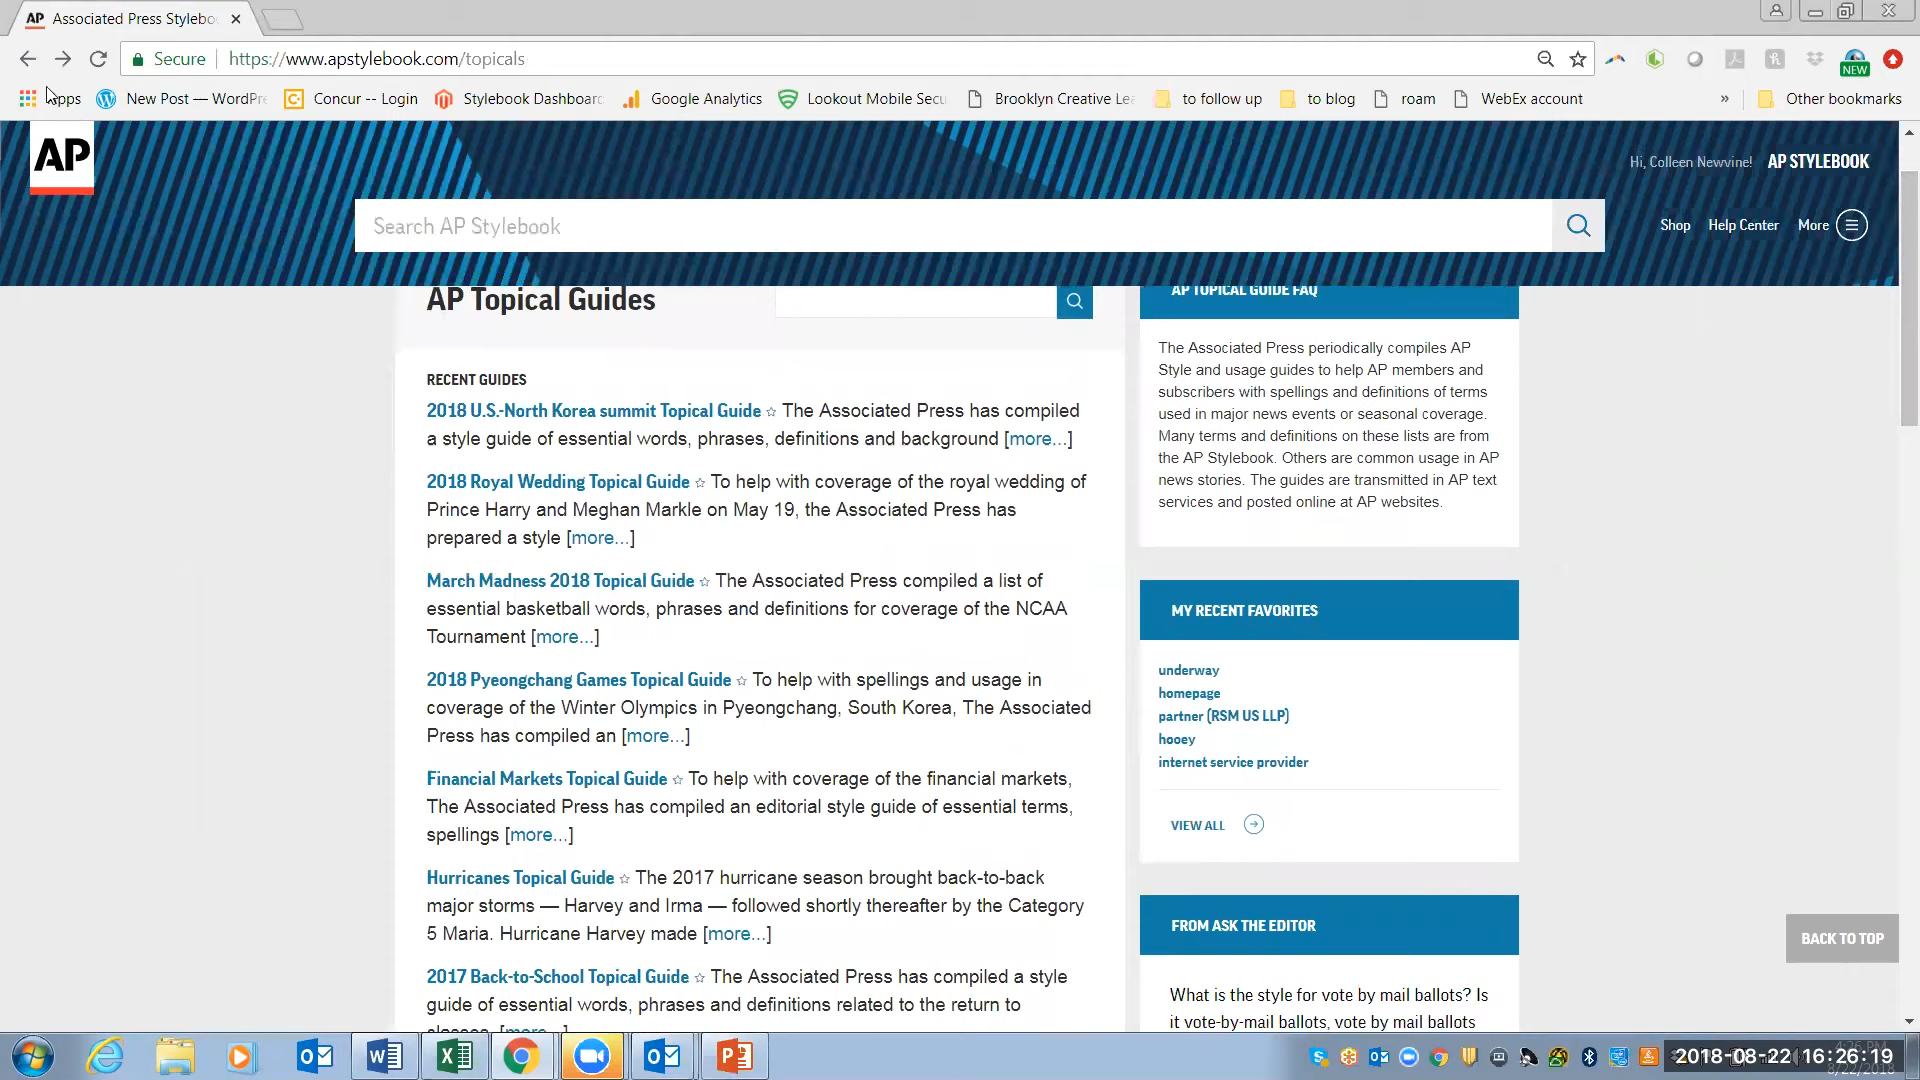 AP Associated Press Stylebo
Secure https://www.apstylebook.com/topicals
NEW
Apps New Post — WordPr Concur -- Login Stylebook Dashboard Google Analytics Lookout Mobile Secu Brooklyn Creative Le to follow up to blog roam WebEx account » Other bookmarks
AP
Hi, Colleen Newvine! AP STYLEBOOK
Search AP Stylebook
Shop Help Center More
AP Topical Guides
RECENT GUIDES
2018 U.S.-North Korea summit Topical Guide ☆ The Associated Press has compiled
a style guide of essential words, phrases, definitions and background [more...]
2018 Royal Wedding Topical Guide ☆ To help with coverage of the royal wedding of
Prince Harry and Meghan Markle on May 19, the Associated Press has
prepared a style [more...]
March Madness 2018 Topical Guide ☆ The Associated Press compiled a list of
essential basketball words, phrases and definitions for coverage of the NCAA
Tournament [more...]
2018 Pyeongchang Games Topical Guide ☆ To help with spellings and usage in
coverage of the Winter Olympics in Pyeongchang, South Korea, The Associated
Press has compiled an [more...]
Financial Markets Topical Guide ☆ To help with coverage of the financial markets,
The Associated Press has compiled an editorial style guide of essential terms,
spellings [more...]
Hurricanes Topical Guide ☆ The 2017 hurricane season brought back-to-back
major storms — Harvey and Irma — followed shortly thereafter by the Category
5 Maria. Hurricane Harvey made [more...]
2017 Back-to-School Topical Guide ☆ The Associated Press has compiled a style
guide of essential words, phrases and definitions related to the return to
classes. [more...]
AP TOPICAL GUIDE FAQ
The Associated Press periodically compiles AP
Style and usage guides to help AP members and
subscribers with spellings and definitions of terms
used in major news events or seasonal coverage.
Many terms and definitions on these lists are from
the AP Stylebook. Others are common usage in AP
news stories. The guides are transmitted in AP text
services and posted online at AP websites.
MY RECENT FAVORITES
underway
homepage
partner (RSM US LLP)
hooey
internet service provider
VIEW ALL
FROM ASK THE EDITOR
What is the style for vote by mail ballots? Is
it vote-by-mail ballots, vote by mail ballots
BACK TO TOP
4:26 PM
2018-08-22 16:26:19
8/22/2018